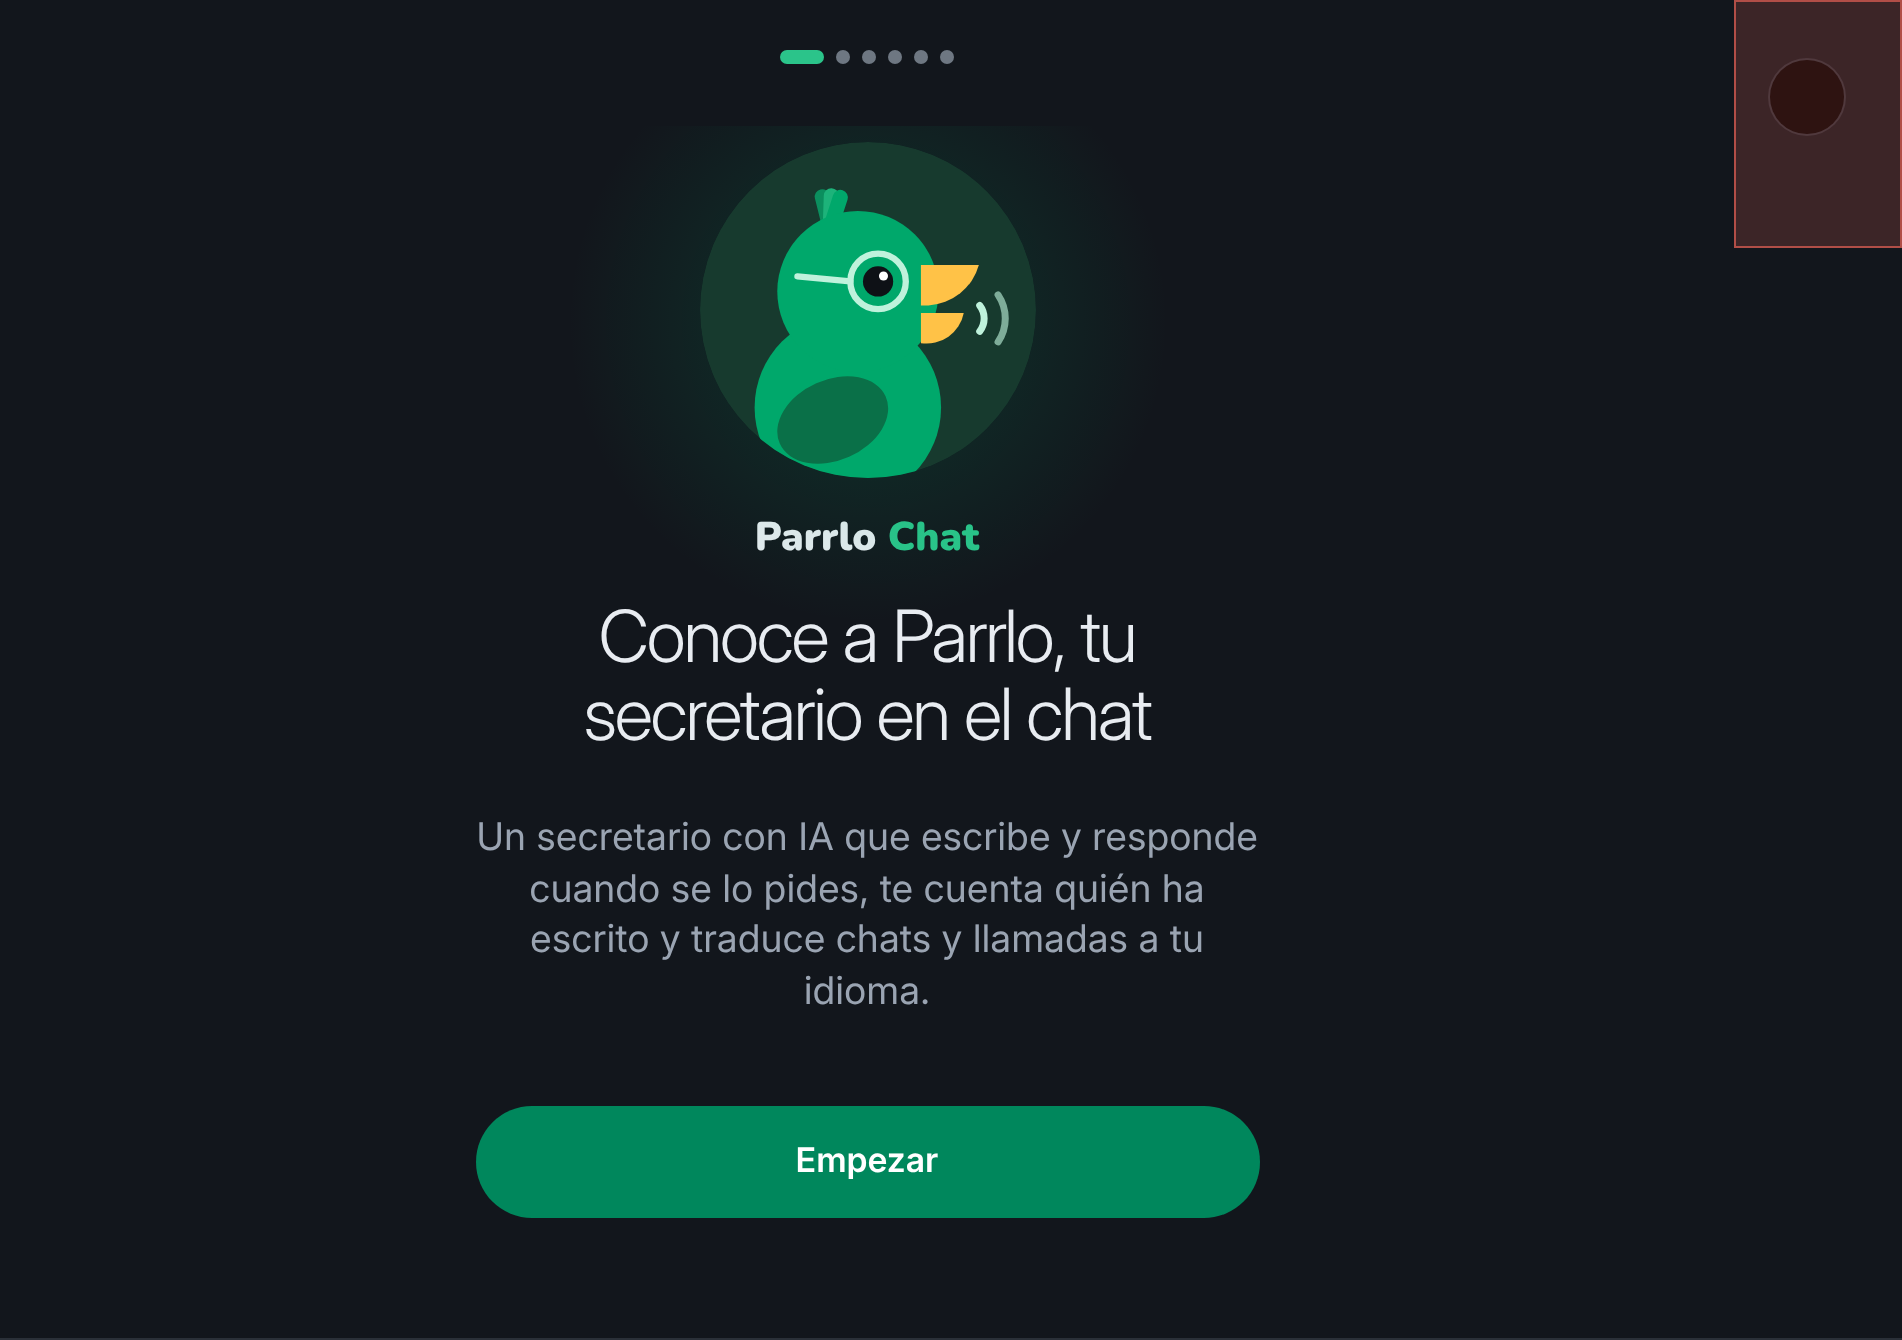 Parrlo Chat
Conoce a Parrlo, tu
secretario en el chat
Un secretario con IA que escribe y responde
cuando se lo pides, te cuenta quién ha
escrito y traduce chats y llamadas a tu
idioma.
Empezar